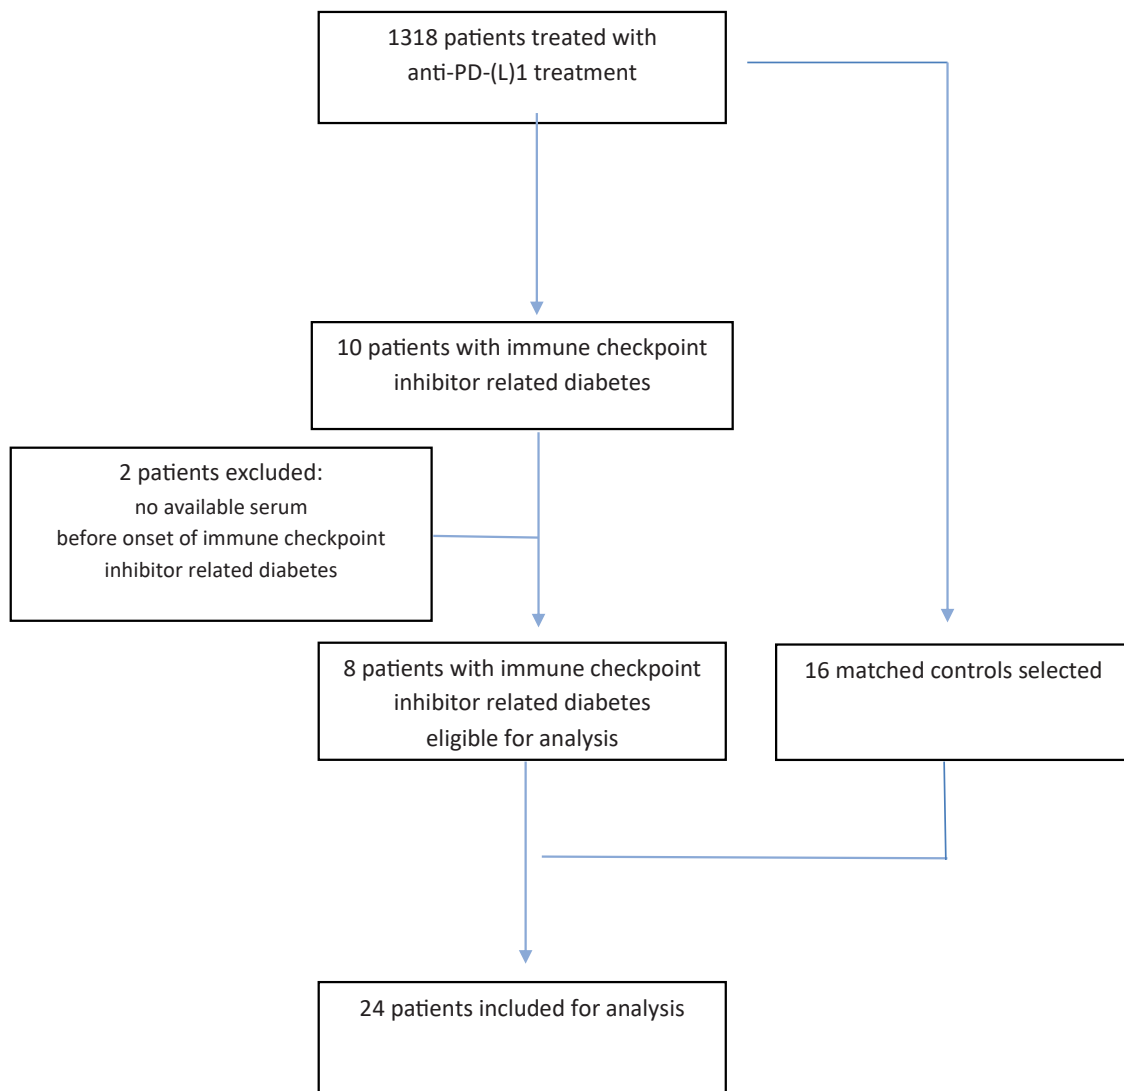 1318 patients treated with
anti-PD-(L)1 treatment
10 patients with immune checkpoint
inhibitor related diabetes
2 patients excluded:
no available serum
before onset of immune checkpoint
inhibitor related diabetes
8 patients with immune checkpoint
inhibitor related diabetes
eligible for analysis
16 matched controls selected
24 patients included for analysis